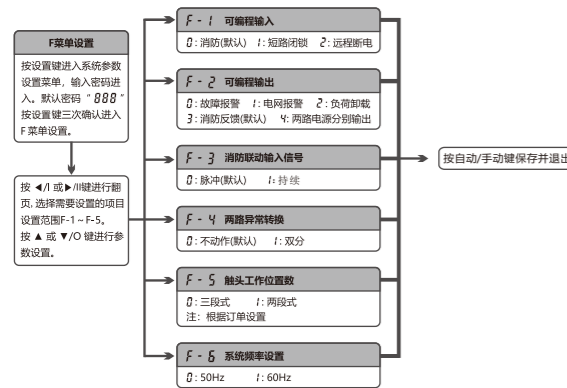 F菜单设置
按设置键进入系统参数
设置菜单，输入密码进
入。默认密码 “888”
按设置键三次确认进入
F 菜单设置。
按 ◀/Ⅰ 或▶/Ⅱ键进行翻
页, 选择需要设置的项目
设置范围F-1～F-5。
按 ▲ 或 ▼/O 键进行参
数设置。
F - 1 可编程输入
0: 消防(默认) 1: 短路闭锁 2: 远程断电
F - 2 可编程输出
0: 故障报警 1: 电网报警 2: 负荷卸载
3: 消防反馈(默认) 4: 两路电源分别输出
F - 3 消防联动输入信号
0: 脉冲(默认) 1: 持续
F - 4 两路异常转换
0: 不动作(默认) 1: 双分
F - 5 触头工作位置数
0: 三段式 1: 两段式
注: 根据订单设置
F - 6 系统频率设置
0: 50Hz 1: 60Hz
按自动/手动键保存并退出